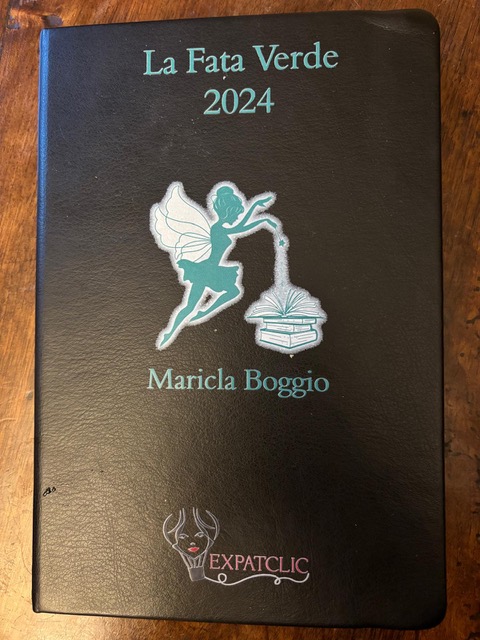 La Fata Verde
2024
Maricla Boggio
EXPATCLIC